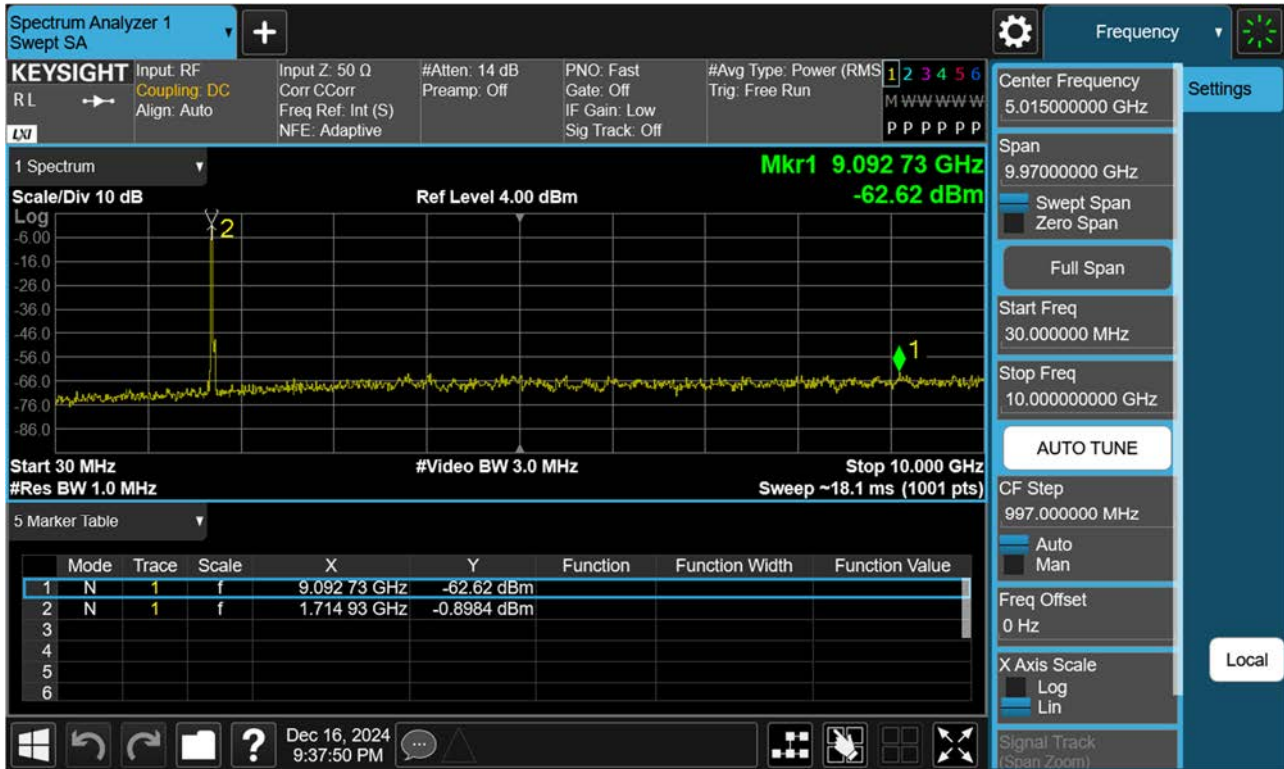 Spectrum Analyzer 1
Swept SA
+
Frequency
KEYSIGHT
RL
LXI
Input: RF
Coupling: DC
Align: Auto
Input Z: 50 Ω
Corr CCorr
Freq Ref: Int (S)
NFE: Adaptive
#Atten: 14 dB
Preamp: Off
PNO: Fast
Gate: Off
IF Gain: Low
Sig Track: Off
#Avg Type: Power (RMS
Trig: Free Run
1 2 3 4 5 6
M W W W W W
P P P P P P
1 Spectrum
Mkr1 9.092 73 GHz
Scale/Div 10 dB
Ref Level 4.00 dBm
-62.62 dBm
Log
2
-6.00
-16.0
-26.0
-36.0
-46.0
1
-56.0
-66.0
-76.0
-86.0
Start 30 MHz
#Video BW 3.0 MHz
Stop 10.000 GHz
#Res BW 1.0 MHz
Sweep ~18.1 ms (1001 pts)
5 Marker Table
Mode Trace Scale X Y Function Function Width Function Value
1 N 1 f 9.092 73 GHz -62.62 dBm
2 N 1 f 1.714 93 GHz -0.8984 dBm
3
4
5
6
Dec 16, 2024
9:37:50 PM
?
Center Frequency
5.015000000 GHz
Span
9.97000000 GHz
Swept Span
Zero Span
Full Span
Start Freq
30.000000 MHz
Stop Freq
10.000000000 GHz
AUTO TUNE
CF Step
997.000000 MHz
Auto
Man
Freq Offset
0 Hz
X Axis Scale
Log
Lin
Signal Track
(Span Zoom)
Settings
Local